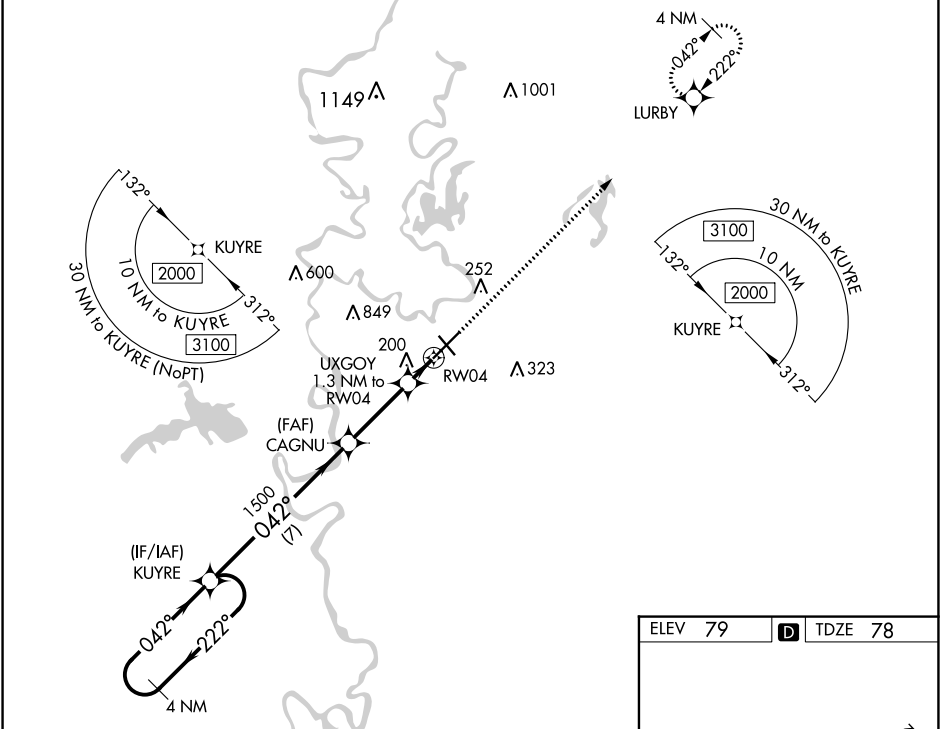 4 NM
042°
222°
LURBY
1149
1001
132°
KUYRE
2000
10 NM to KUYRE
312°
3100
30 NM to KUYRE (NoPT)
600
849
252
200
323
UXGOY
1.3 NM to
RW04
RW04
(FAF)
CAGNU
30 NM to KUYRE
3100
132°
10 NM
2000
KUYRE
312°
1500
042°
(7)
(IF/IAF)
KUYRE
042°
222°
4 NM
ELEV 79 D TDZE 78